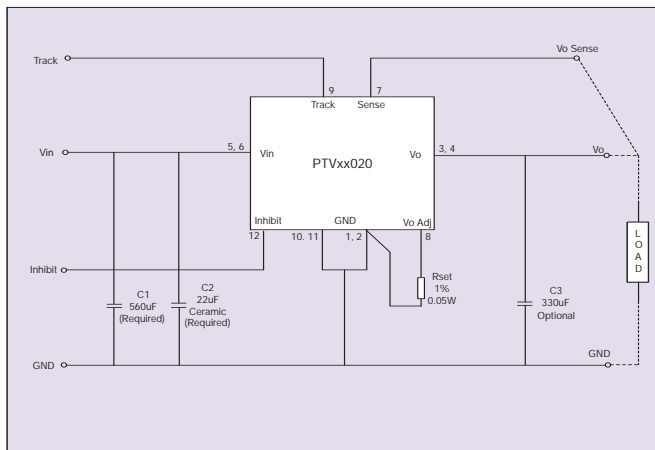 Track
Vo Sense
9
7
Track
Sense
Vin
5, 6
Vin
PTVxx020
Vo
3, 4
Vo
Inhibit
GND
Vo Adj
12
10. 11
1, 2
8
L
O
A
D
Inhibit
Rset
1%
0.05W
C1
560uF
(Required)
C2
22uF
Ceramic
(Required)
C3
330uF
Optional
GND
GND